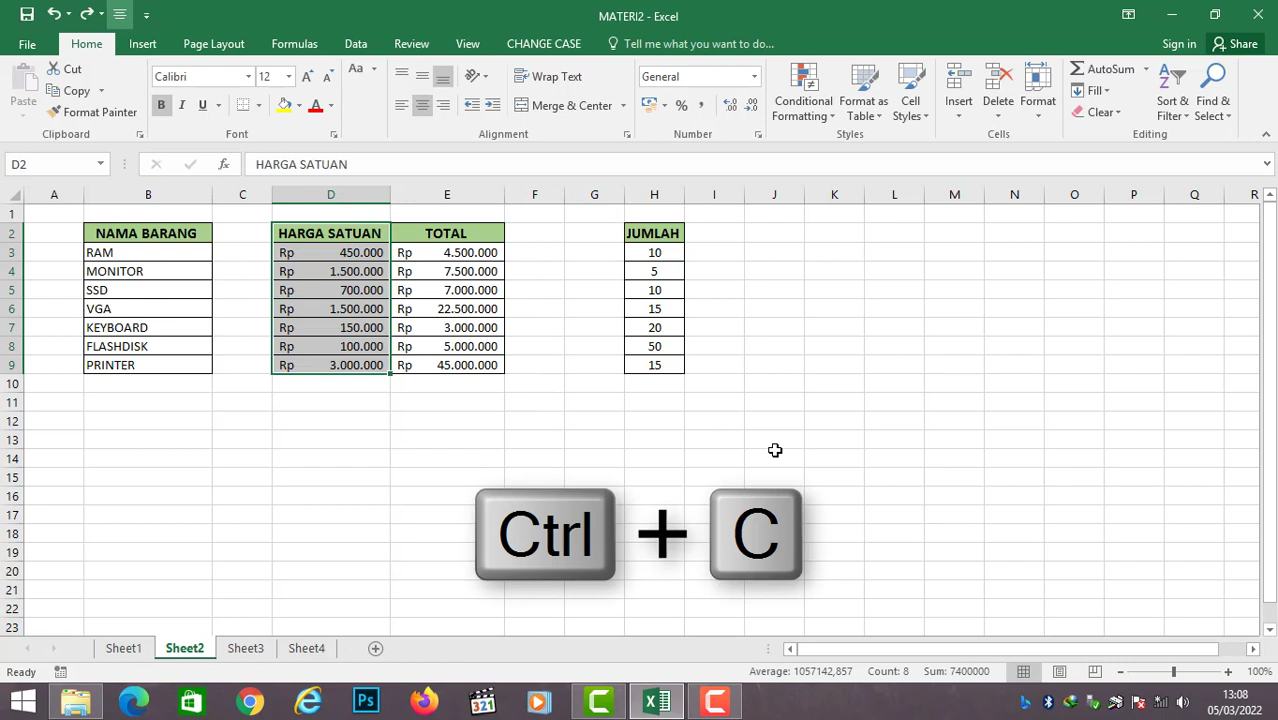 MATERI2 - Excel
File Home Insert Page Layout Formulas Data Review View CHANGE CASE Tell me what you want to do... Sign in Share
Paste
Cut
Copy
Format Painter
Clipboard
Calibri 12
B I U
Font
Wrap Text
Merge & Center
Alignment
General
%
Number
Conditional Formatting
Format as Table
Cell Styles
Styles
Insert
Delete
Format
Cells
AutoSum
Fill
Clear
Sort & Filter
Find & Select
Editing
D2 fx HARGA SATUAN
A B C D E F G H I J K L M N O P Q R
1
2 NAMA BARANG HARGA SATUAN TOTAL JUMLAH
3 RAM Rp 450.000 Rp 4.500.000 10
4 MONITOR Rp 1.500.000 Rp 7.500.000 5
5 SSD Rp 700.000 Rp 7.000.000 10
6 VGA Rp 1.500.000 Rp 22.500.000 15
7 KEYBOARD Rp 150.000 Rp 3.000.000 20
8 FLASHDISK Rp 100.000 Rp 5.000.000 50
9 PRINTER Rp 3.000.000 Rp 45.000.000 15
10
11
12
13
14
15
16
17
18
19
20
21
22
23
Ctrl + C
Sheet1 Sheet2 Sheet3 Sheet4
Ready Average: 1057142,857 Count: 8 Sum: 7400000 100%
Ps
321
13:08
05/03/2022